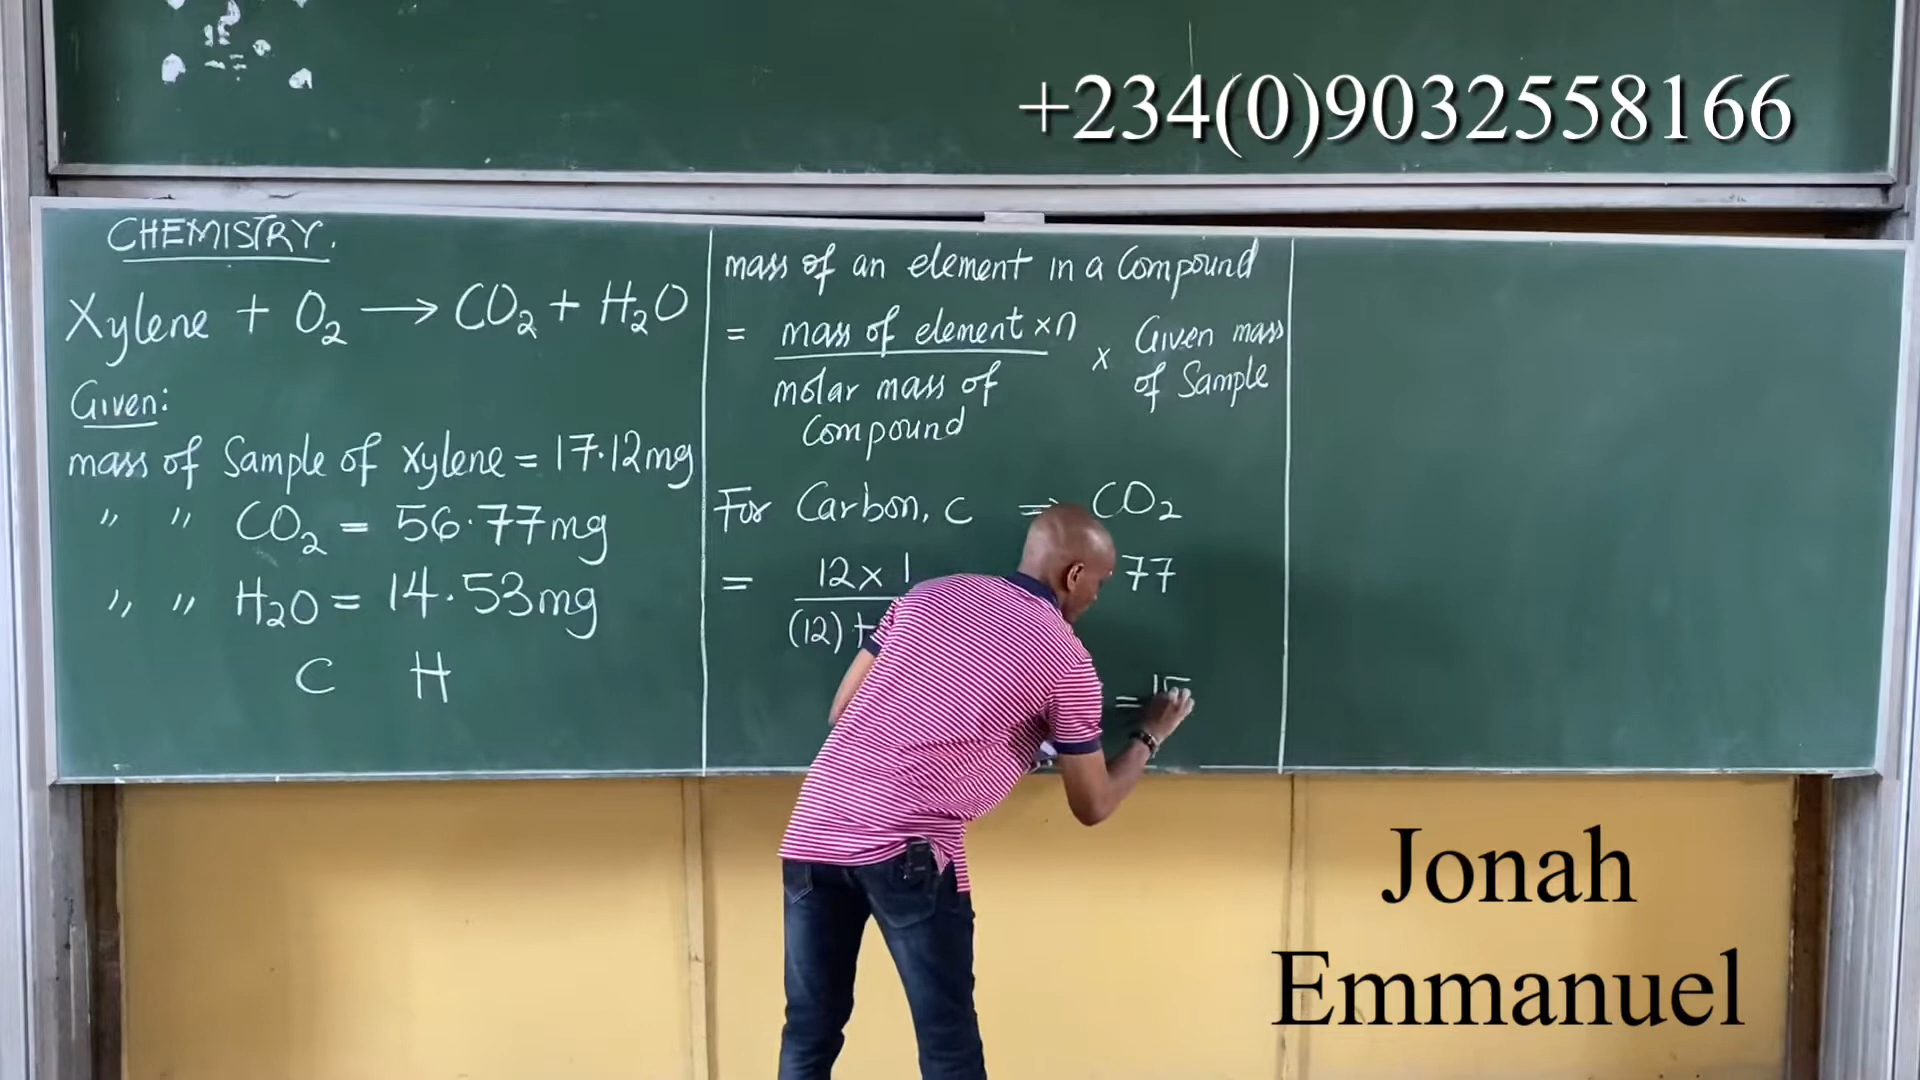 +234(0)9032558166
CHEMISTRY.
Xylene + O₂ → CO₂ + H₂O
Given:
mass of Sample of xylene = 17.12mg
" " CO₂ = 56.77mg
" " H₂O = 14.53mg
C H
mass of an element in a Compound
= mass of element × n
molar mass of
Compound
× Given mass
of Sample
For Carbon, C ⇒ CO₂
= 12 × 1
(12) +
77
= 15
Jonah
Emmanuel